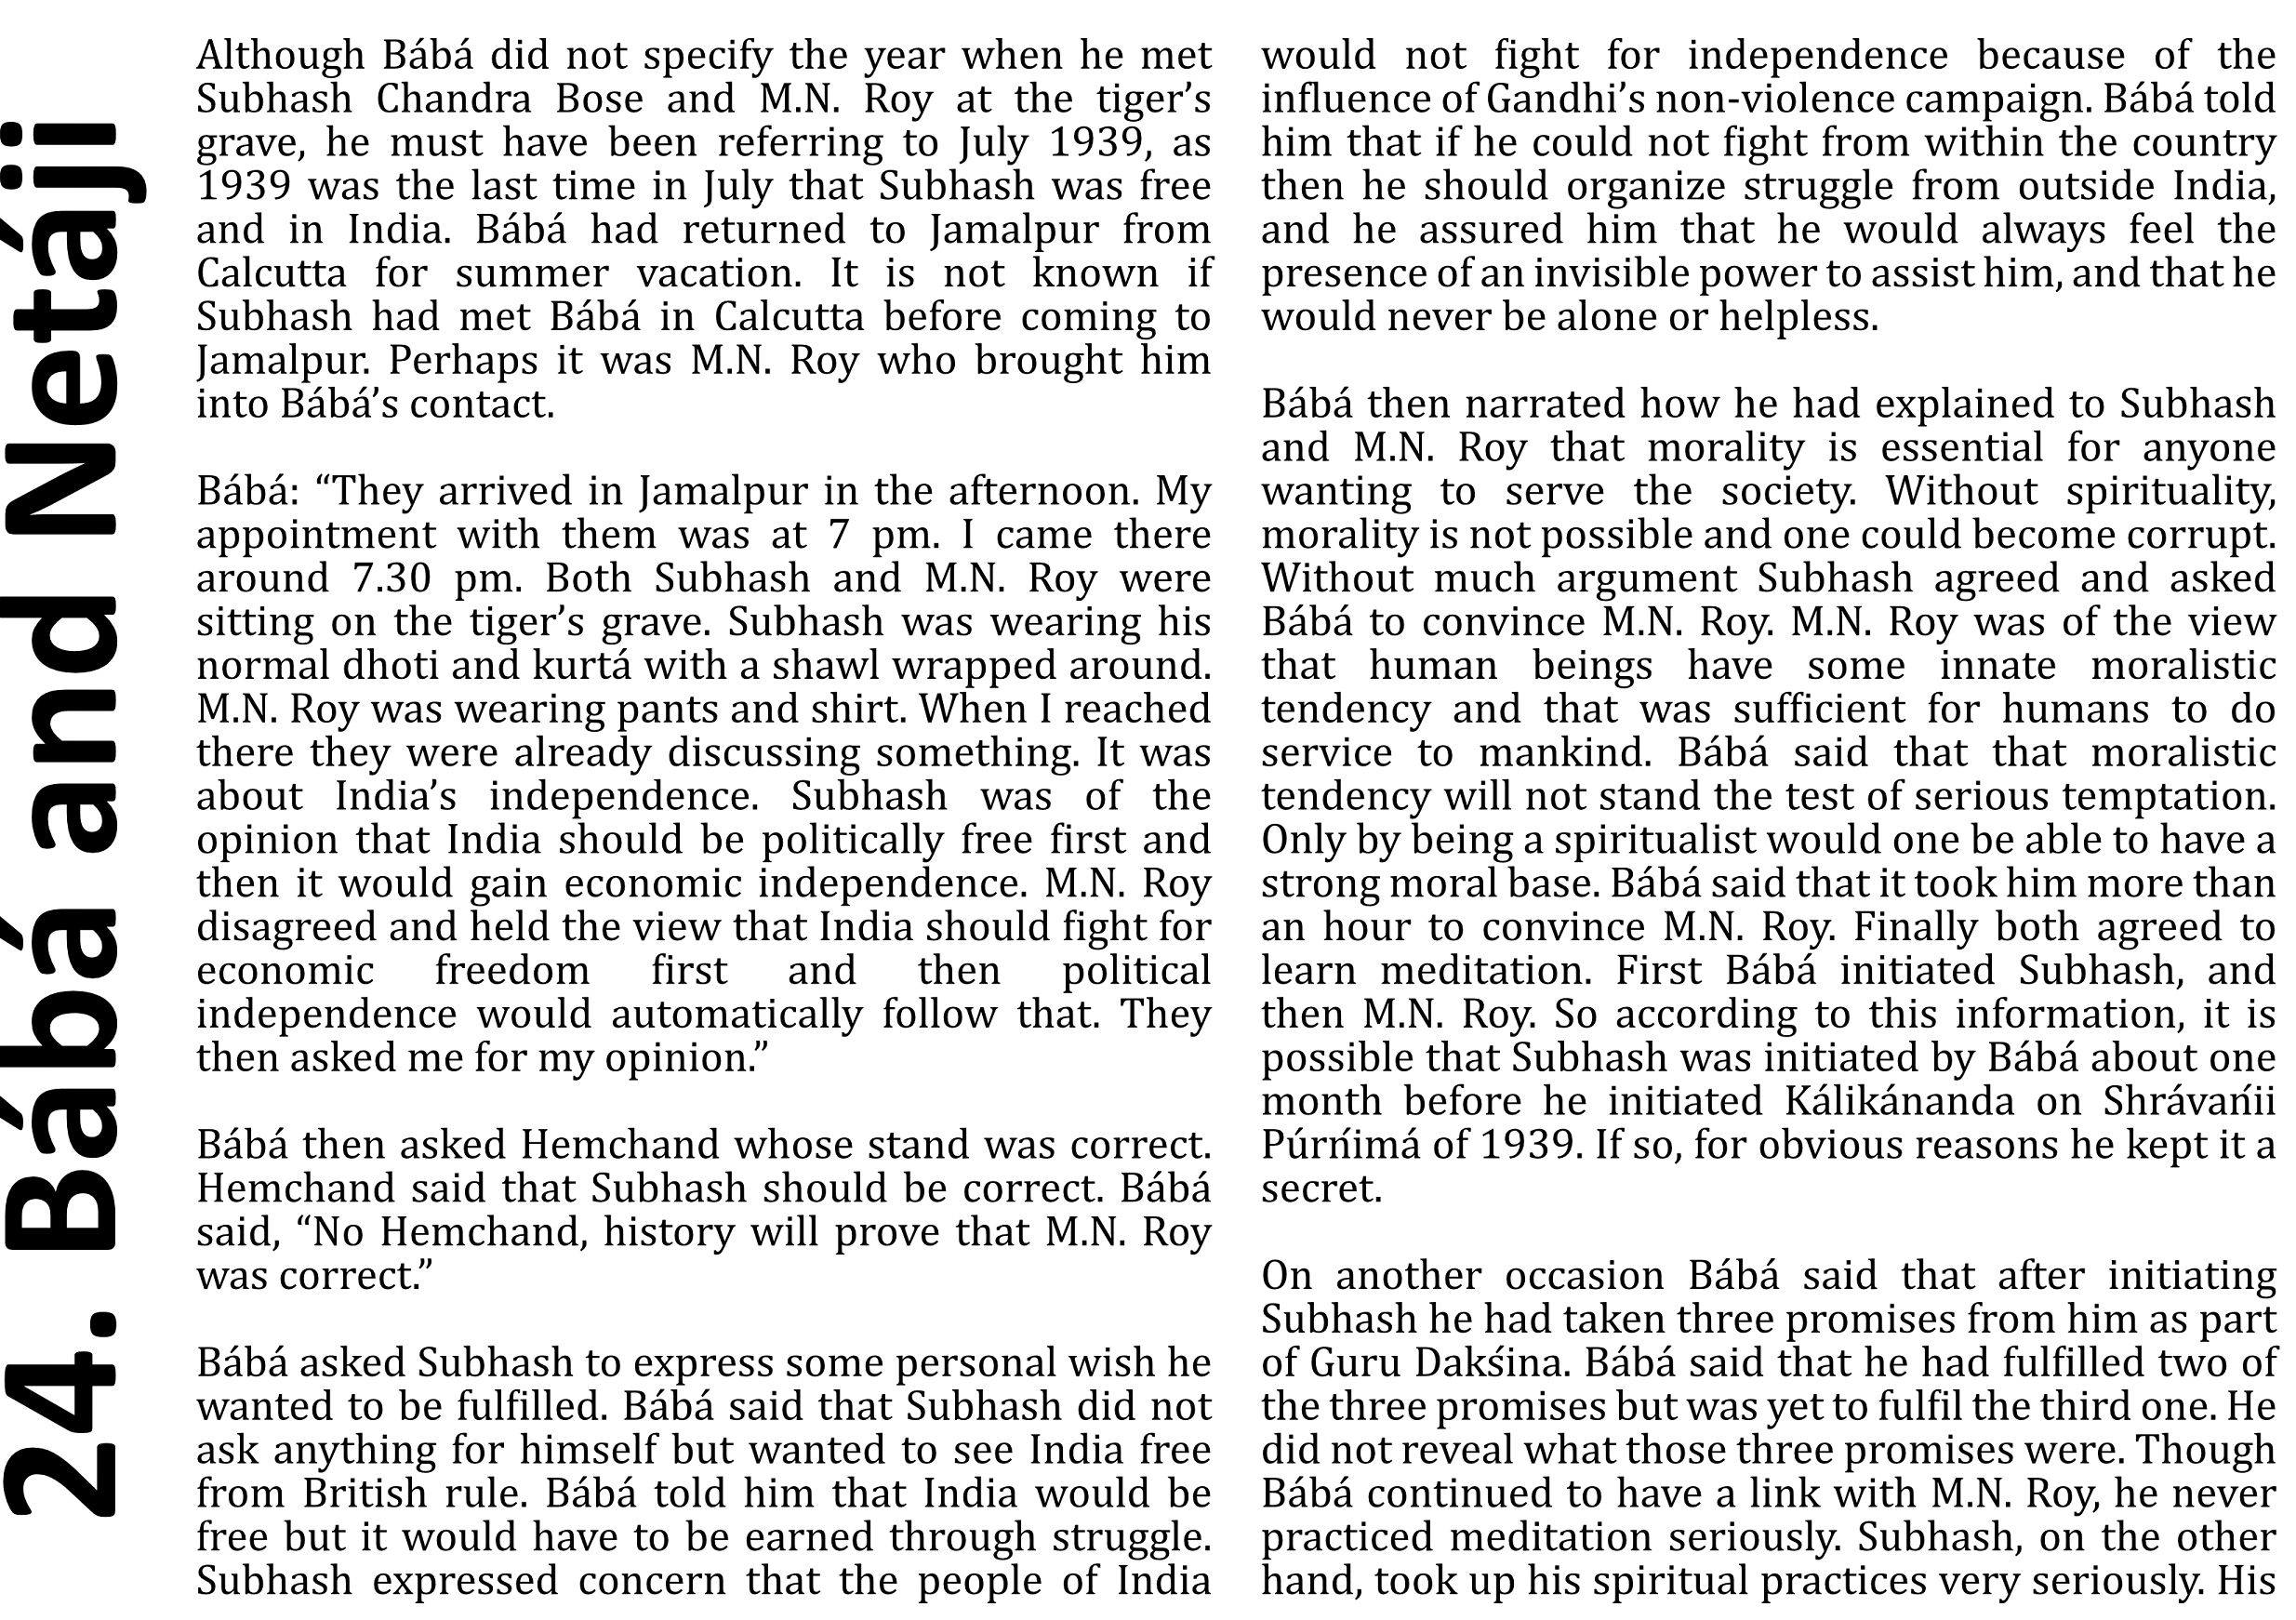 24. Bábá and Netáji
Although Bábá did not specify the year when he met
Subhash Chandra Bose and M.N. Roy at the tiger’s
grave, he must have been referring to July 1939, as
1939 was the last time in July that Subhash was free
and in India. Bábá had returned to Jamalpur from
Calcutta for summer vacation. It is not known if
Subhash had met Bábá in Calcutta before coming to
Jamalpur. Perhaps it was M.N. Roy who brought him
into Bábá’s contact.
Bábá: “They arrived in Jamalpur in the afternoon. My
appointment with them was at 7 pm. I came there
around 7.30 pm. Both Subhash and M.N. Roy were
sitting on the tiger’s grave. Subhash was wearing his
normal dhoti and kurtá with a shawl wrapped around.
M.N. Roy was wearing pants and shirt. When I reached
there they were already discussing something. It was
about India’s independence. Subhash was of the
opinion that India should be politically free first and
then it would gain economic independence. M.N. Roy
disagreed and held the view that India should fight for
economic freedom first and then political
independence would automatically follow that. They
then asked me for my opinion.”
Bábá then asked Hemchand whose stand was correct.
Hemchand said that Subhash should be correct. Bábá
said, “No Hemchand, history will prove that M.N. Roy
was correct.”
Bábá asked Subhash to express some personal wish he
wanted to be fulfilled. Bábá said that Subhash did not
ask anything for himself but wanted to see India free
from British rule. Bábá told him that India would be
free but it would have to be earned through struggle.
Subhash expressed concern that the people of India
would not fight for independence because of the
influence of Gandhi’s non-violence campaign. Bábá told
him that if he could not fight from within the country
then he should organize struggle from outside India,
and he assured him that he would always feel the
presence of an invisible power to assist him, and that he
would never be alone or helpless.
Bábá then narrated how he had explained to Subhash
and M.N. Roy that morality is essential for anyone
wanting to serve the society. Without spirituality,
morality is not possible and one could become corrupt.
Without much argument Subhash agreed and asked
Bábá to convince M.N. Roy. M.N. Roy was of the view
that human beings have some innate moralistic
tendency and that was sufficient for humans to do
service to mankind. Bábá said that that moralistic
tendency will not stand the test of serious temptation.
Only by being a spiritualist would one be able to have a
strong moral base. Bábá said that it took him more than
an hour to convince M.N. Roy. Finally both agreed to
learn meditation. First Bábá initiated Subhash, and
then M.N. Roy. So according to this information, it is
possible that Subhash was initiated by Bábá about one
month before he initiated Kálikánanda on Shrávańii
Púrńimá of 1939. If so, for obvious reasons he kept it a
secret.
On another occasion Bábá said that after initiating
Subhash he had taken three promises from him as part
of Guru Dakśina. Bábá said that he had fulfilled two of
the three promises but was yet to fulfil the third one. He
did not reveal what those three promises were. Though
Bábá continued to have a link with M.N. Roy, he never
practiced meditation seriously. Subhash, on the other
hand, took up his spiritual practices very seriously. His